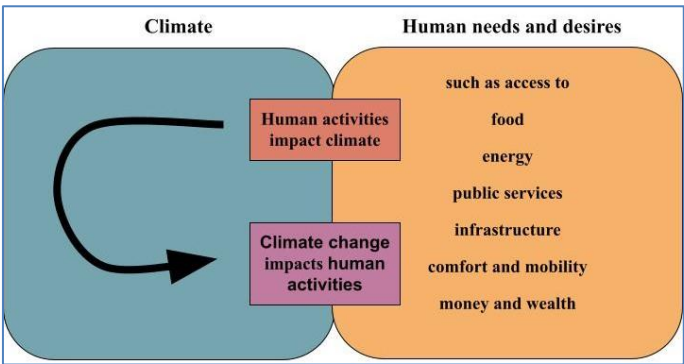 Climate
Human needs and desires
Human activities
impact climate
Climate change
impacts human
activities
such as access to
food
energy
public services
infrastructure
comfort and mobility
money and wealth